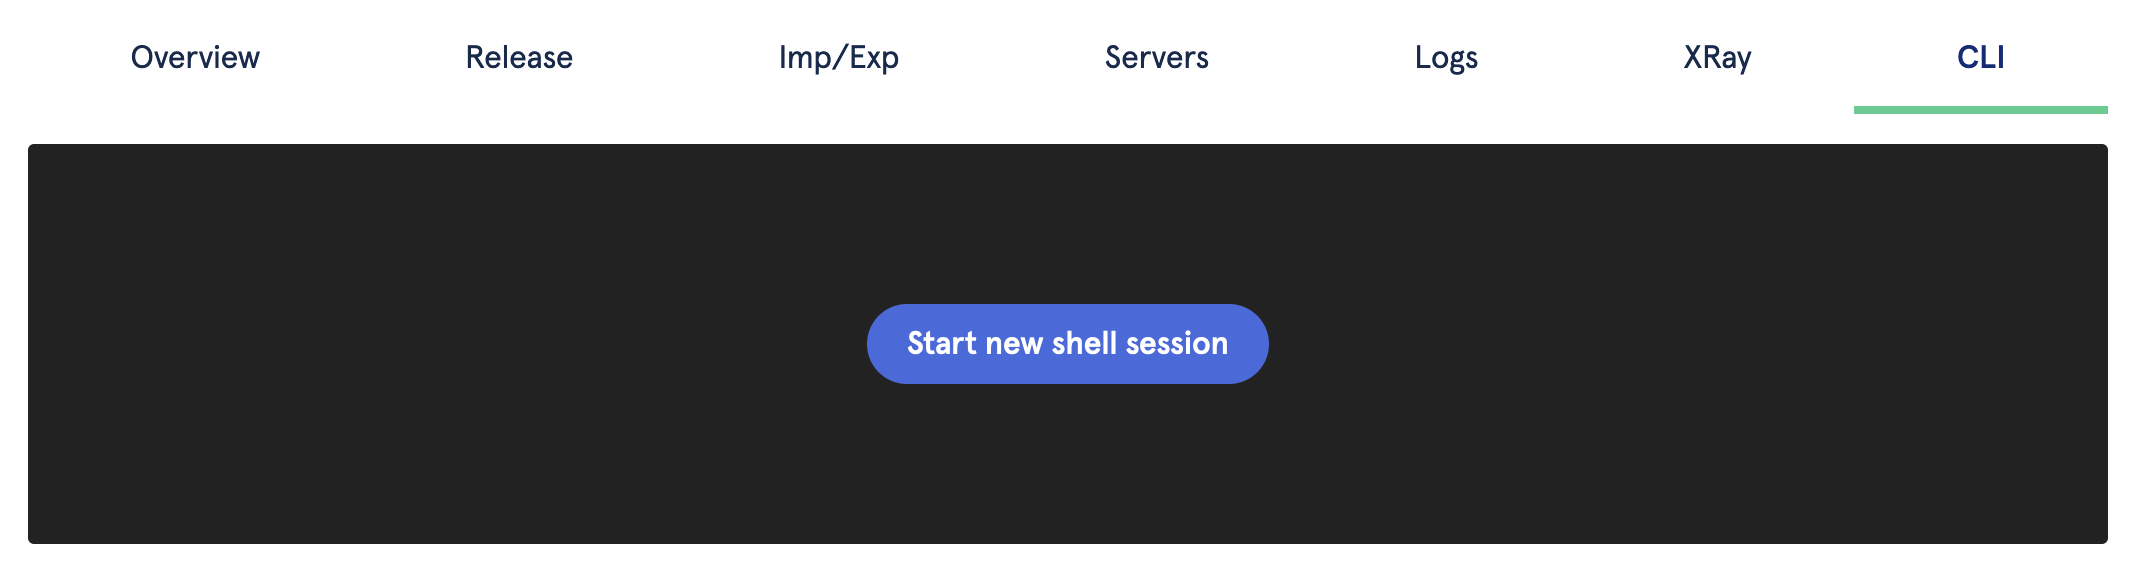 Overview Release Imp/Exp Servers Logs XRay CLI
Start new shell session